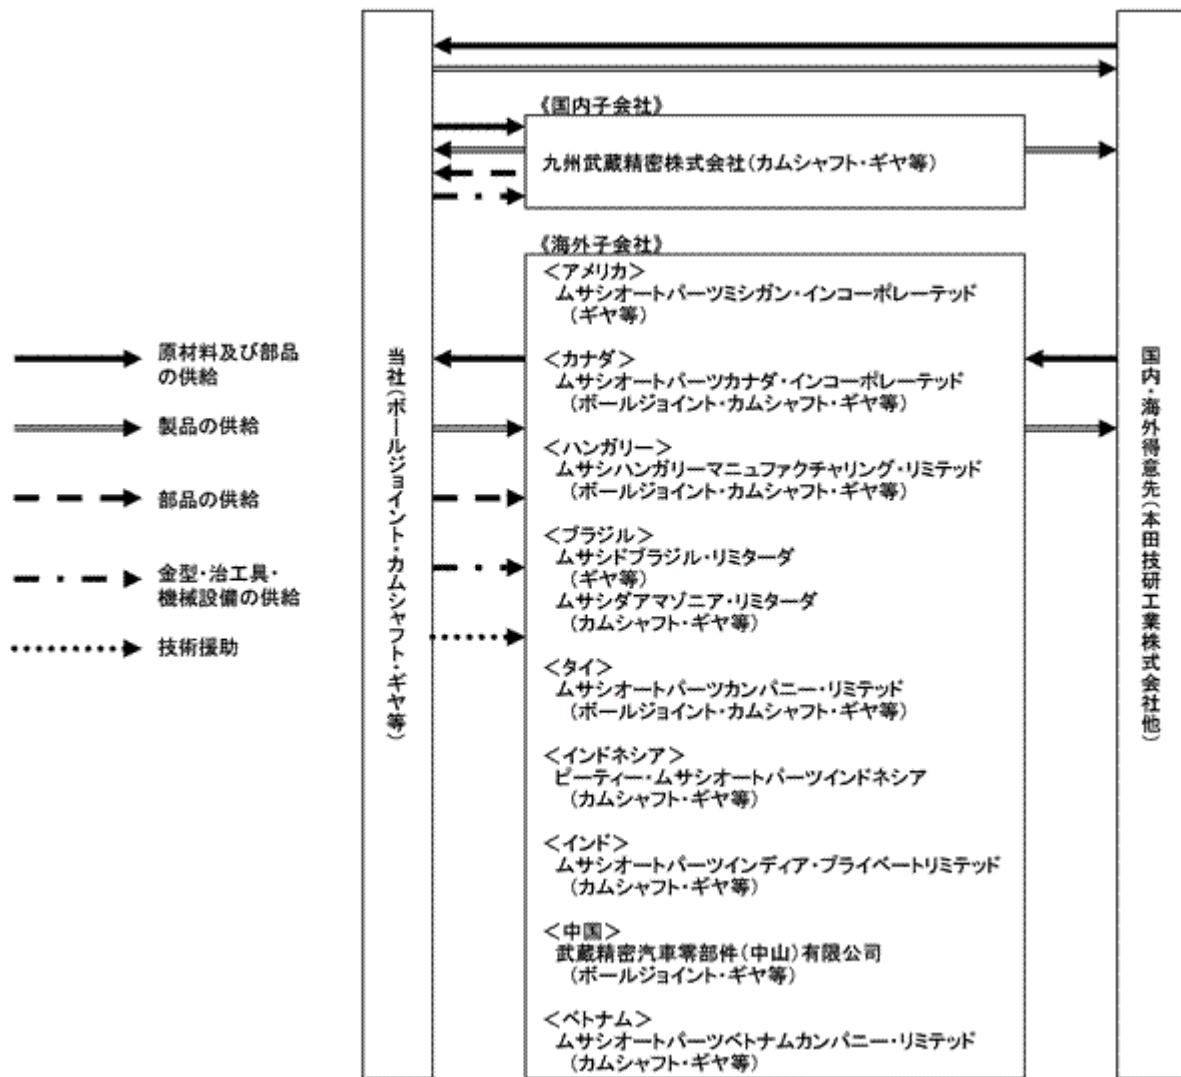 《国内子会社》
九州武蔵精密株式会社(カムシャフト・ギヤ等)
《海外子会社》
<アメリカ>
ムサシオートパーツミシガン・インコーポレーテッド
(ギヤ等)
<カナダ>
ムサシオートパーツカナダ・インコーポレーテッド
(ボールジョイント・カムシャフト・ギヤ等)
<ハンガリー>
ムサシハンガリーマニュファクチャリング・リミテッド
(ボールジョイント・カムシャフト・ギヤ等)
<ブラジル>
ムサシドブラジル・リミターダ
(ギヤ等)
ムサシダアマゾニア・リミターダ
(カムシャフト・ギヤ等)
<タイ>
ムサシオートパーツカンパニー・リミテッド
(ボールジョイント・カムシャフト・ギヤ等)
<インドネシア>
ピーティー・ムサシオートパーツインドネシア
(カムシャフト・ギヤ等)
<インド>
ムサシオートパーツインディア・プライベートリミテッド
(カムシャフト・ギヤ等)
<中国>
武蔵精密汽車零部件(中山)有限公司
(ボールジョイント・ギヤ等)
<ベトナム>
ムサシオートパーツベトナムカンパニー・リミテッド
(カムシャフト・ギヤ等)
原材料及び部品
の供給
製品の供給
部品の供給
金型・治工具・
機械設備の供給
技術援助
当社(ボールジョイント・カムシャフト・ギヤ等)
国内・海外得意先(本田技研工業株式会社他)